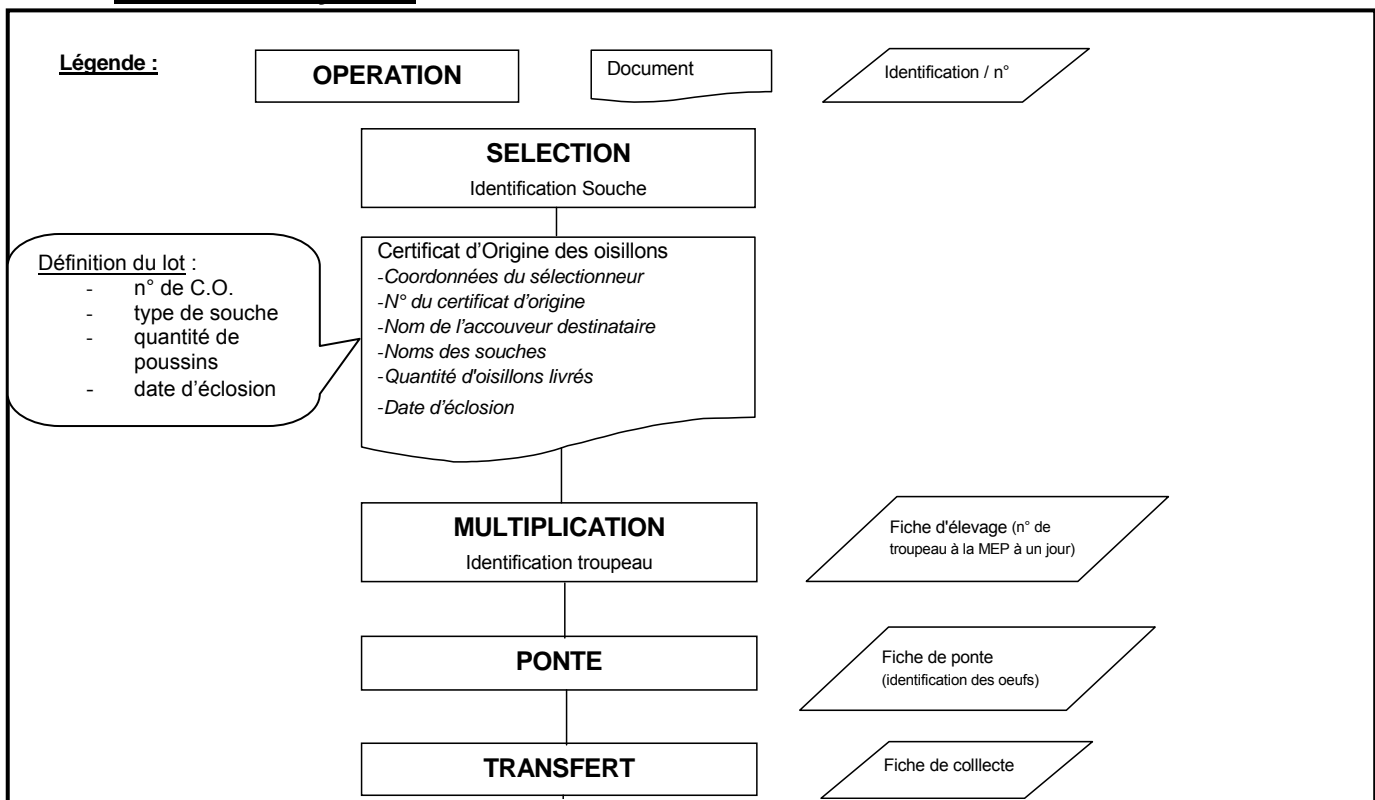 Légende :
OPERATION
Document
Identification / n°
SELECTION
Identification Souche
Définition du lot :
- n° de C.O.
- type de souche
- quantité de
poussins
- date d'éclosion
Certificat d'Origine des oisillons
-Coordonnées du sélectionneur
-N° du certificat d'origine
-Nom de l'accouveur destinataire
-Noms des souches
-Quantité d'oisillons livrés
-Date d'éclosion
MULTIPLICATION
Identification troupeau
Fiche d'élevage (n° de
troupeau à la MEP à un jour)
PONTE
Fiche de ponte
(identification des oeufs)
TRANSFERT
Fiche de colllecte